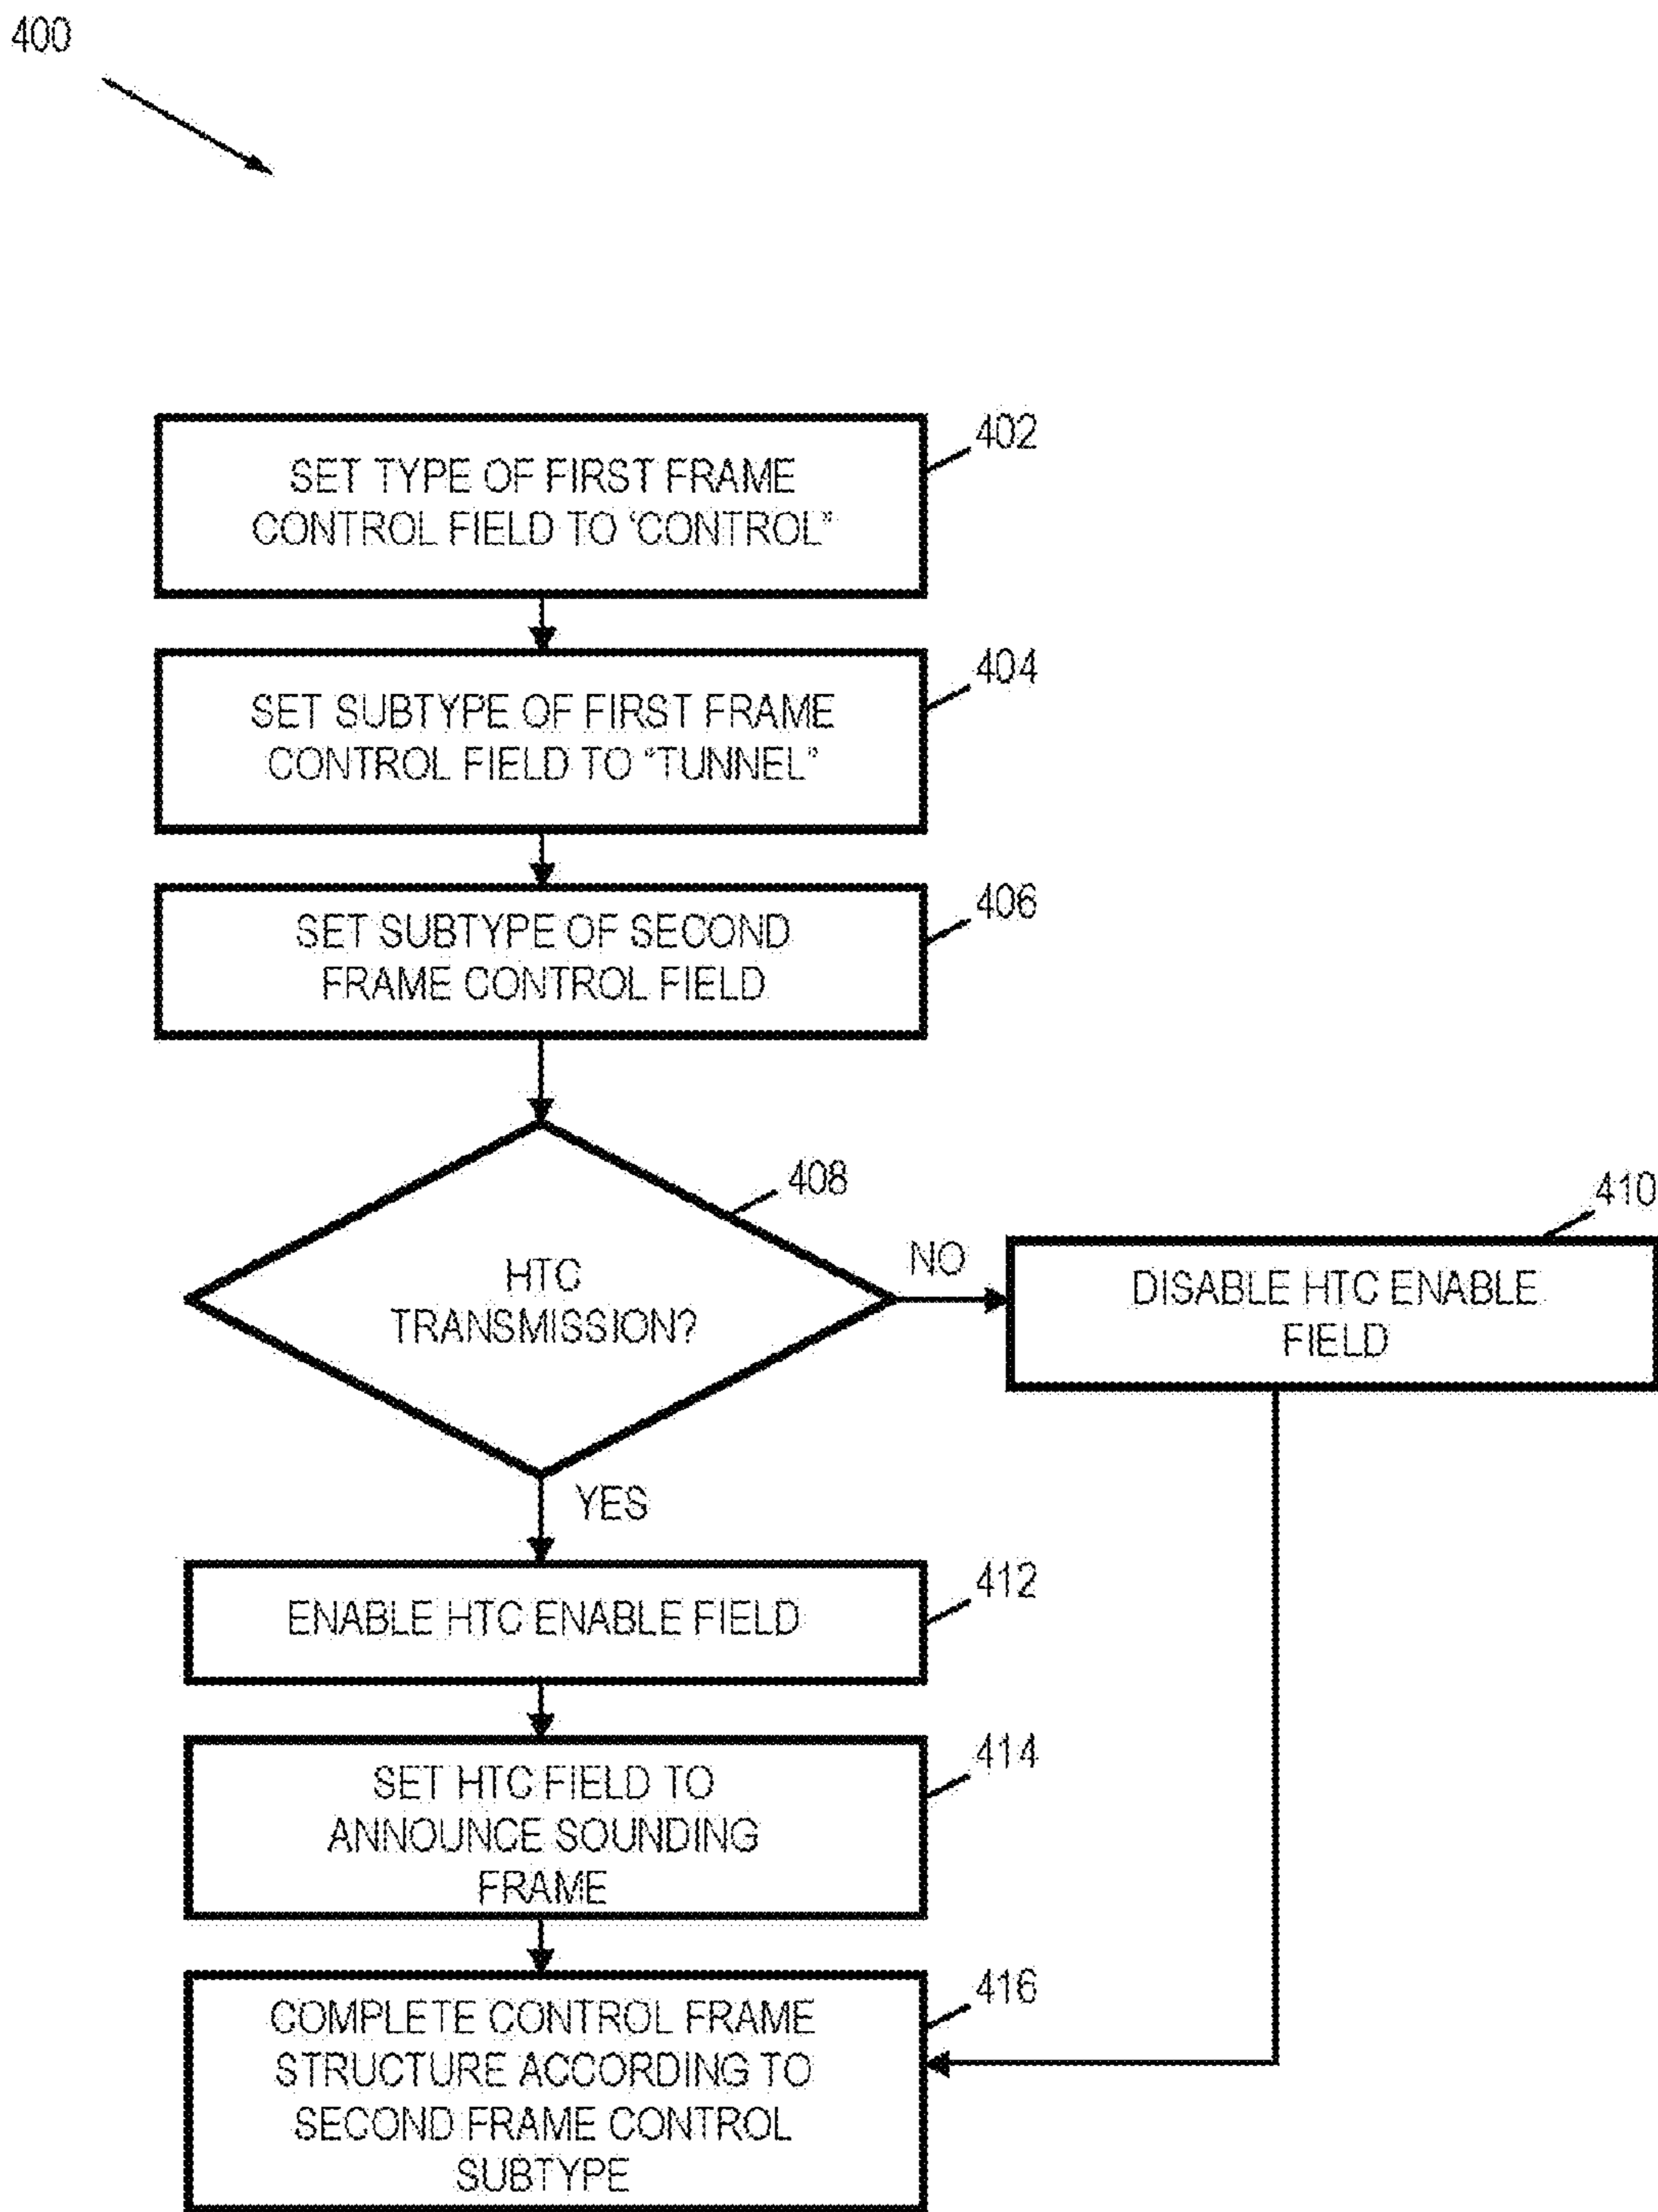 400
402
SET TYPE OF FIRST FRAME
CONTROL FIELD TO 'CONTROL"
404
SET SUBTYPE OF FIRST FRAME
CONTROL FIELD TO "TUNNEL"
406
SET SUBTYPE OF SECOND
FRAME CONTROL FIELD
408
HTC
TRANSMISSION?
NO
410
DISABLE HTC ENABLE
FIELD
YES
412
ENABLE HTC ENABLE FIELD
414
SET HTC FIELD TO
ANNOUNCE SOUNDING
FRAME
416
COMPLETE CONTROL FRAME
STRUCTURE ACCORDING TO
SECOND FRAME CONTROL
SUBTYPE